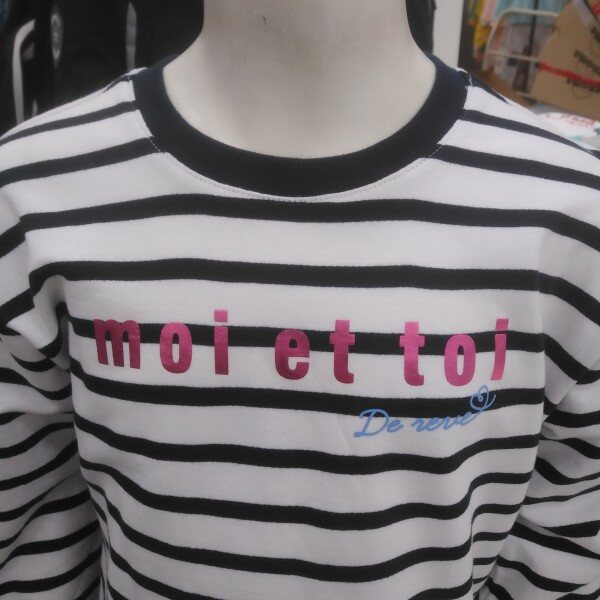 moi et toi
De reve